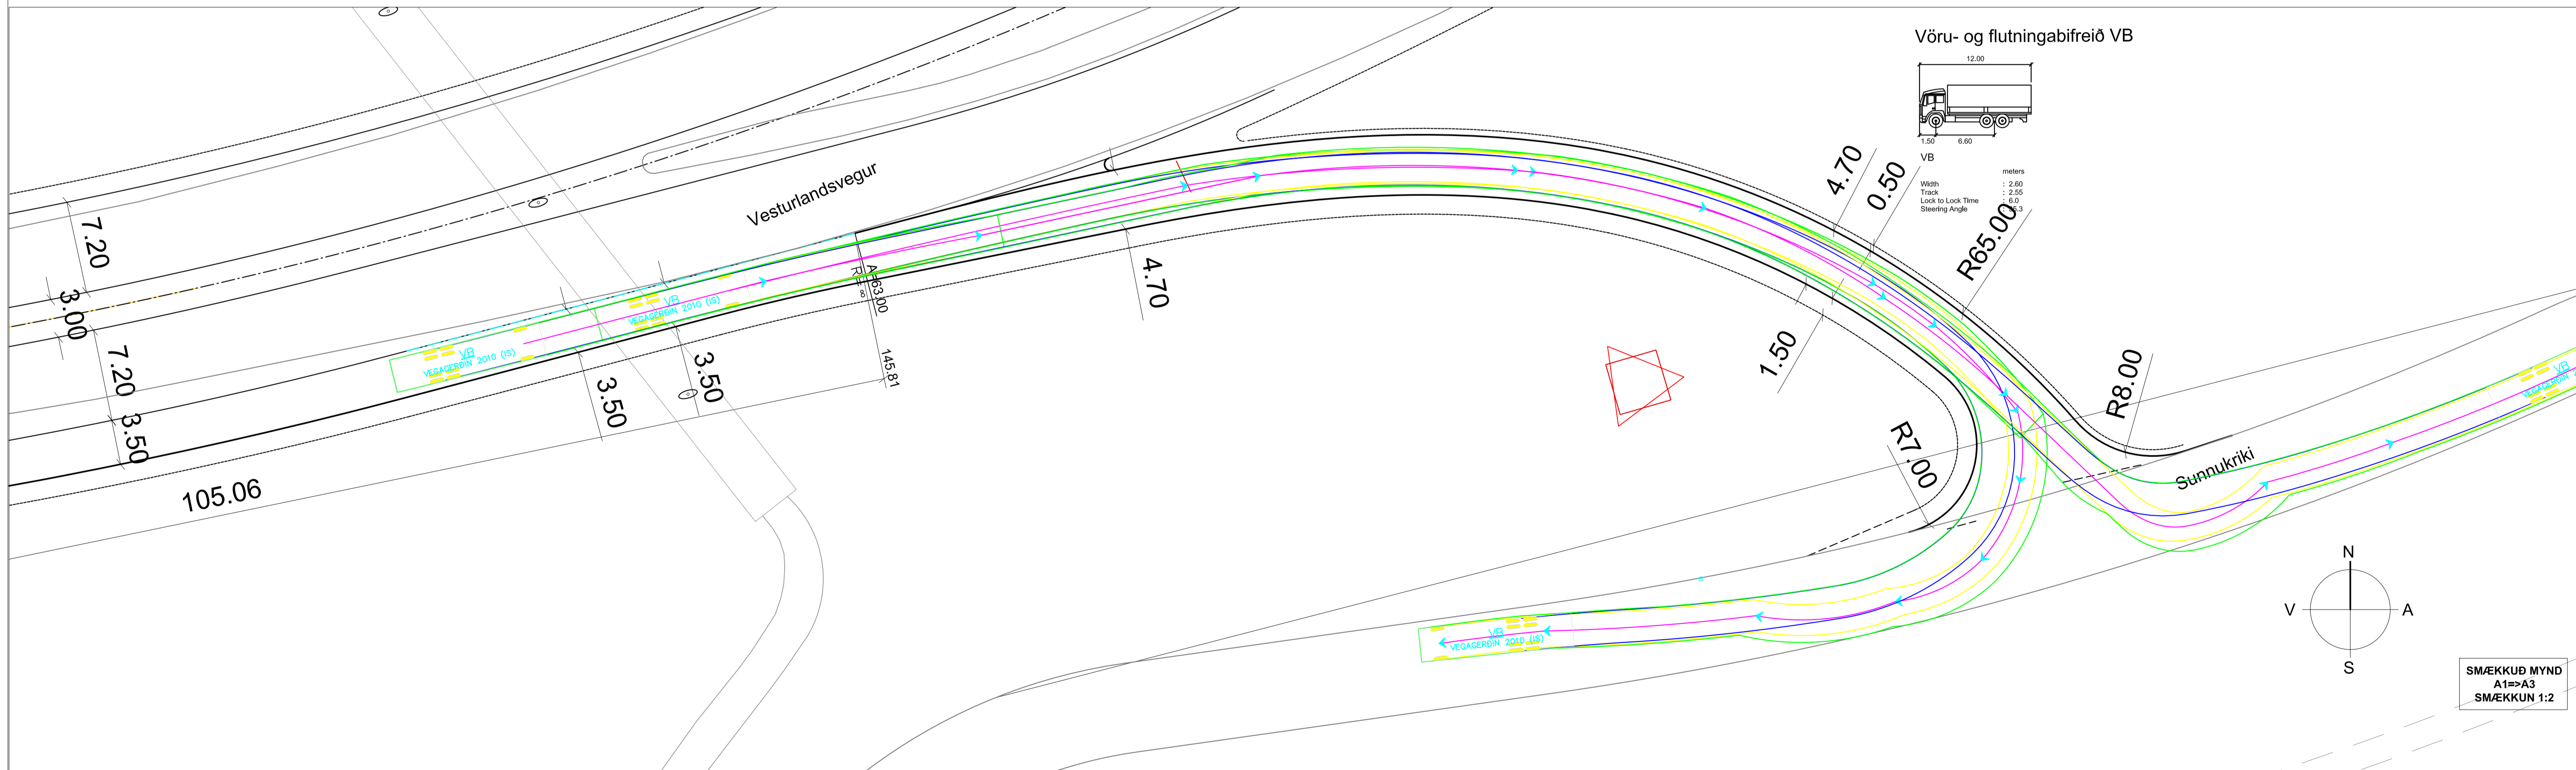 Vöru- og flutningabifreið VB
12.00
1.50 6.60
VB
meters
Width : 2.60
Track : 2.55
Lock to Lock Time : 6.0
Steering Angle
Vesturlandsvegur
7.20
3.00
7.20
3.50
105.06
VB
VEGAGERÐIN 2010 (IS)
VB
VEGAGERÐIN 2010 (IS)
3.50
3.50
A=63.00
R= ∞
145.81
4.70
4.70
0.50
R65.00
1.50
R8.00
R7.00
Sunnukriki
VB
VEGAGERÐIN
VB
VEGAGERÐIN 2010 (IS)
N
V A
S
SMÆKKUÐ MYND
A1=>A3
SMÆKKUN 1:2